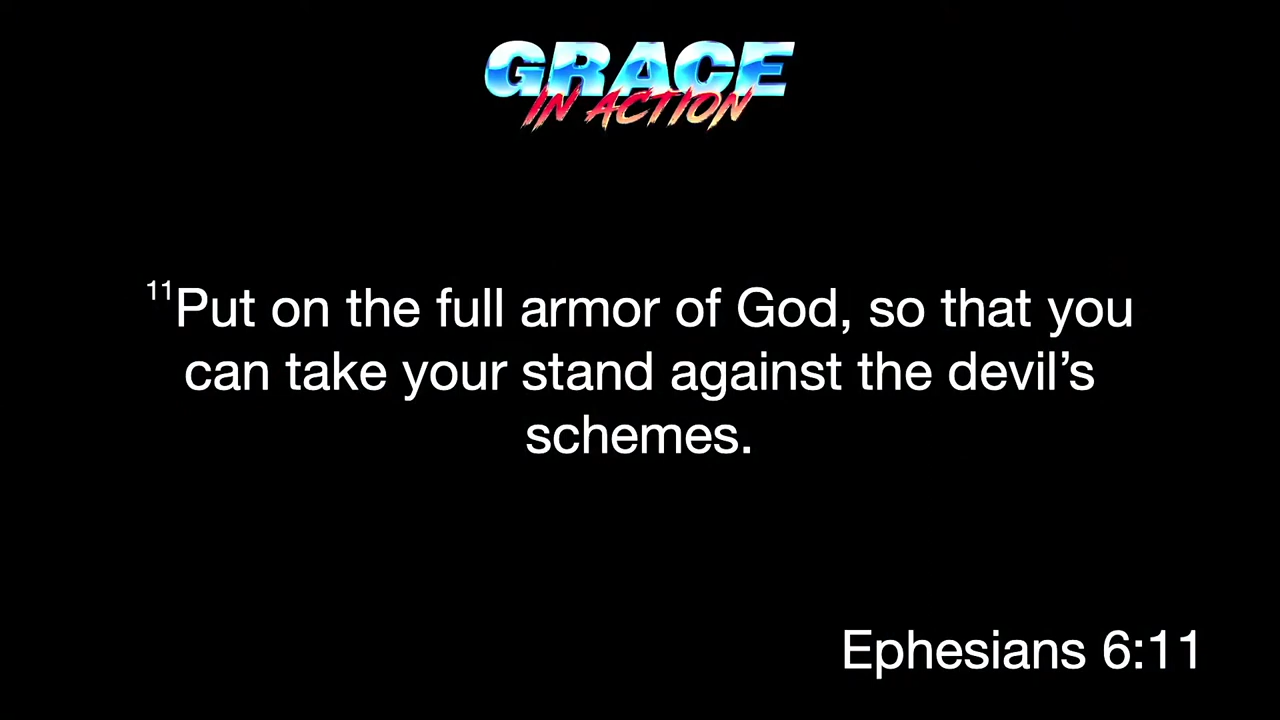 GRACE
IN ACTION
11Put on the full armor of God, so that you
can take your stand against the devil’s
schemes.
Ephesians 6:11